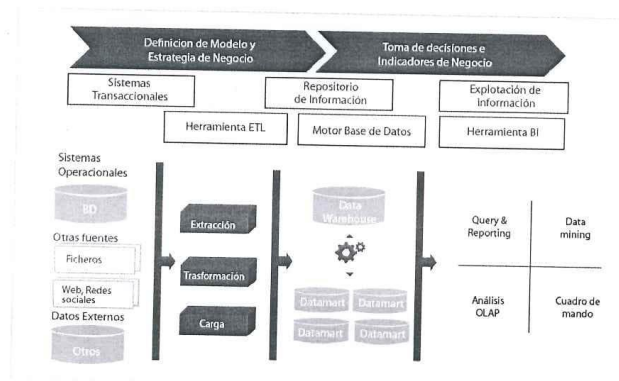 Definicion de Modelo y
Estrategia de Negocio
Toma de decisiones e
Indicadores de Negocio
Sistemas
Transaccionales
Repositorio
de Información
Explotación de
información
Herramienta ETL
Motor Base de Datos
Herramienta BI
Sistemas
Operacionales
BD
Otras fuentes
Ficheros
Web, Redes
sociales
Datos Externos
Otros
Extracción
Trasformación
Carga
Data
Warehouse
Datamart
Datamart
Datamart
Datamart
Query &
Reporting
Data
mining
Análisis
OLAP
Cuadro de
mando